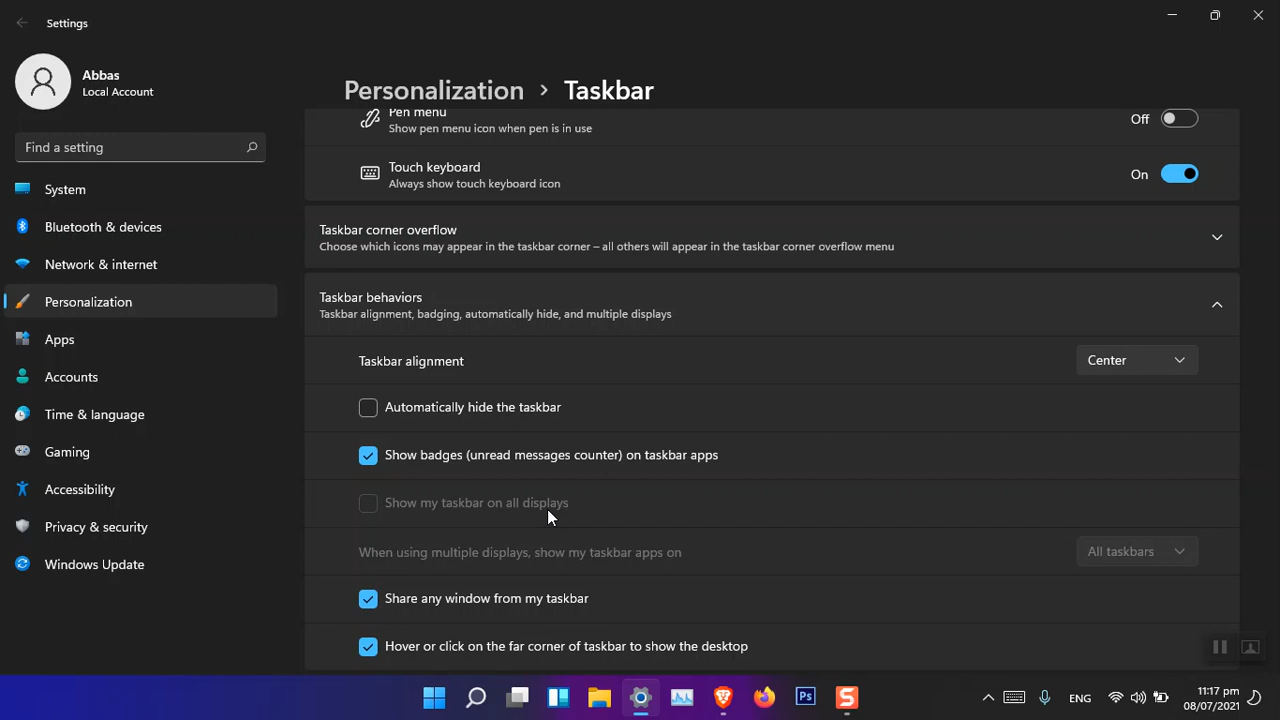 Settings
Abbas
Local Account
Find a setting
System
Bluetooth & devices
Network & internet
Personalization
Apps
Accounts
Time & language
Gaming
Accessibility
Privacy & security
Windows Update
Personalization > Taskbar
Pen menu
Show pen menu icon when pen is in use
Off
Touch keyboard
Always show touch keyboard icon
On
Taskbar corner overflow
Choose which icons may appear in the taskbar corner – all others will appear in the taskbar corner overflow menu
Taskbar behaviors
Taskbar alignment, badging, automatically hide, and multiple displays
Taskbar alignment
Center
Automatically hide the taskbar
Show badges (unread messages counter) on taskbar apps
Show my taskbar on all displays
When using multiple displays, show my taskbar apps on
All taskbars
Share any window from my taskbar
Hover or click on the far corner of taskbar to show the desktop
Ps
S
ENG
11:17 pm
08/07/2021